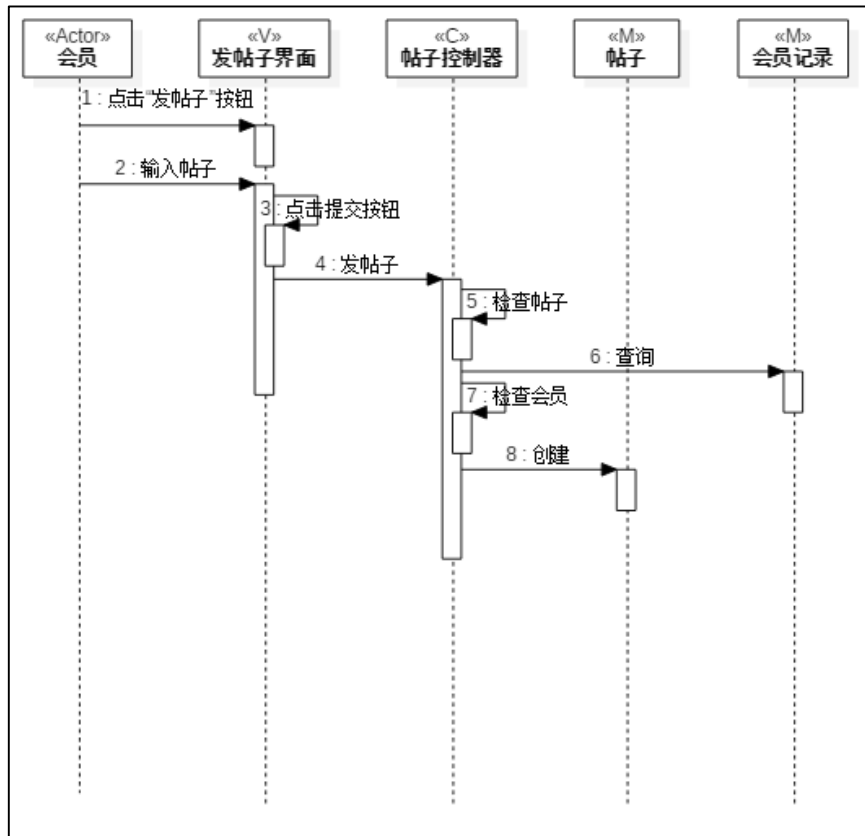 «Actor»
会员
«V»
发帖子界面
«C»
帖子控制器
«M»
帖子
«M»
会员记录
1 : 点击“发帖子”按钮
2 : 输入帖子
3 : 点击提交按钮
4 : 发帖子
5 : 检查帖子
6 : 查询
7 : 检查会员
8 : 创建